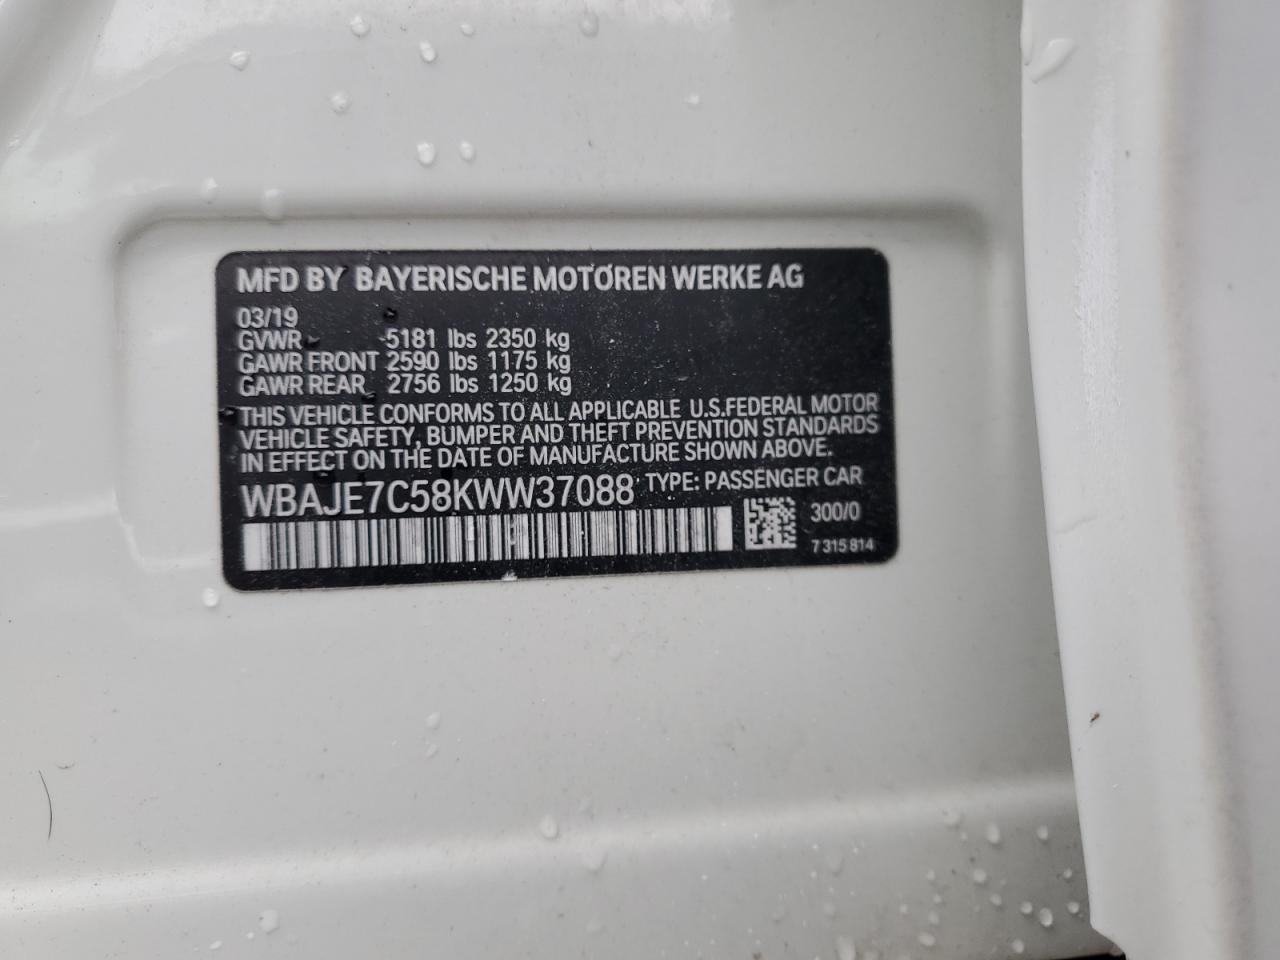 MFD BY BAYERISCHE MOTOREN WERKE AG
03/19
GVWR 5181 lbs 2350 kg
GAWR FRONT 2590 lbs 1175 kg
GAWR REAR 2756 lbs 1250 kg
THIS VEHICLE CONFORMS TO ALL APPLICABLE U.S.FEDERAL MOTOR
VEHICLE SAFETY, BUMPER AND THEFT PREVENTION STANDARDS
IN EFFECT ON THE DATE OF MANUFACTURE SHOWN ABOVE.
WBAJE7C58KWW37088 TYPE: PASSENGER CAR
300/0
7 315 814